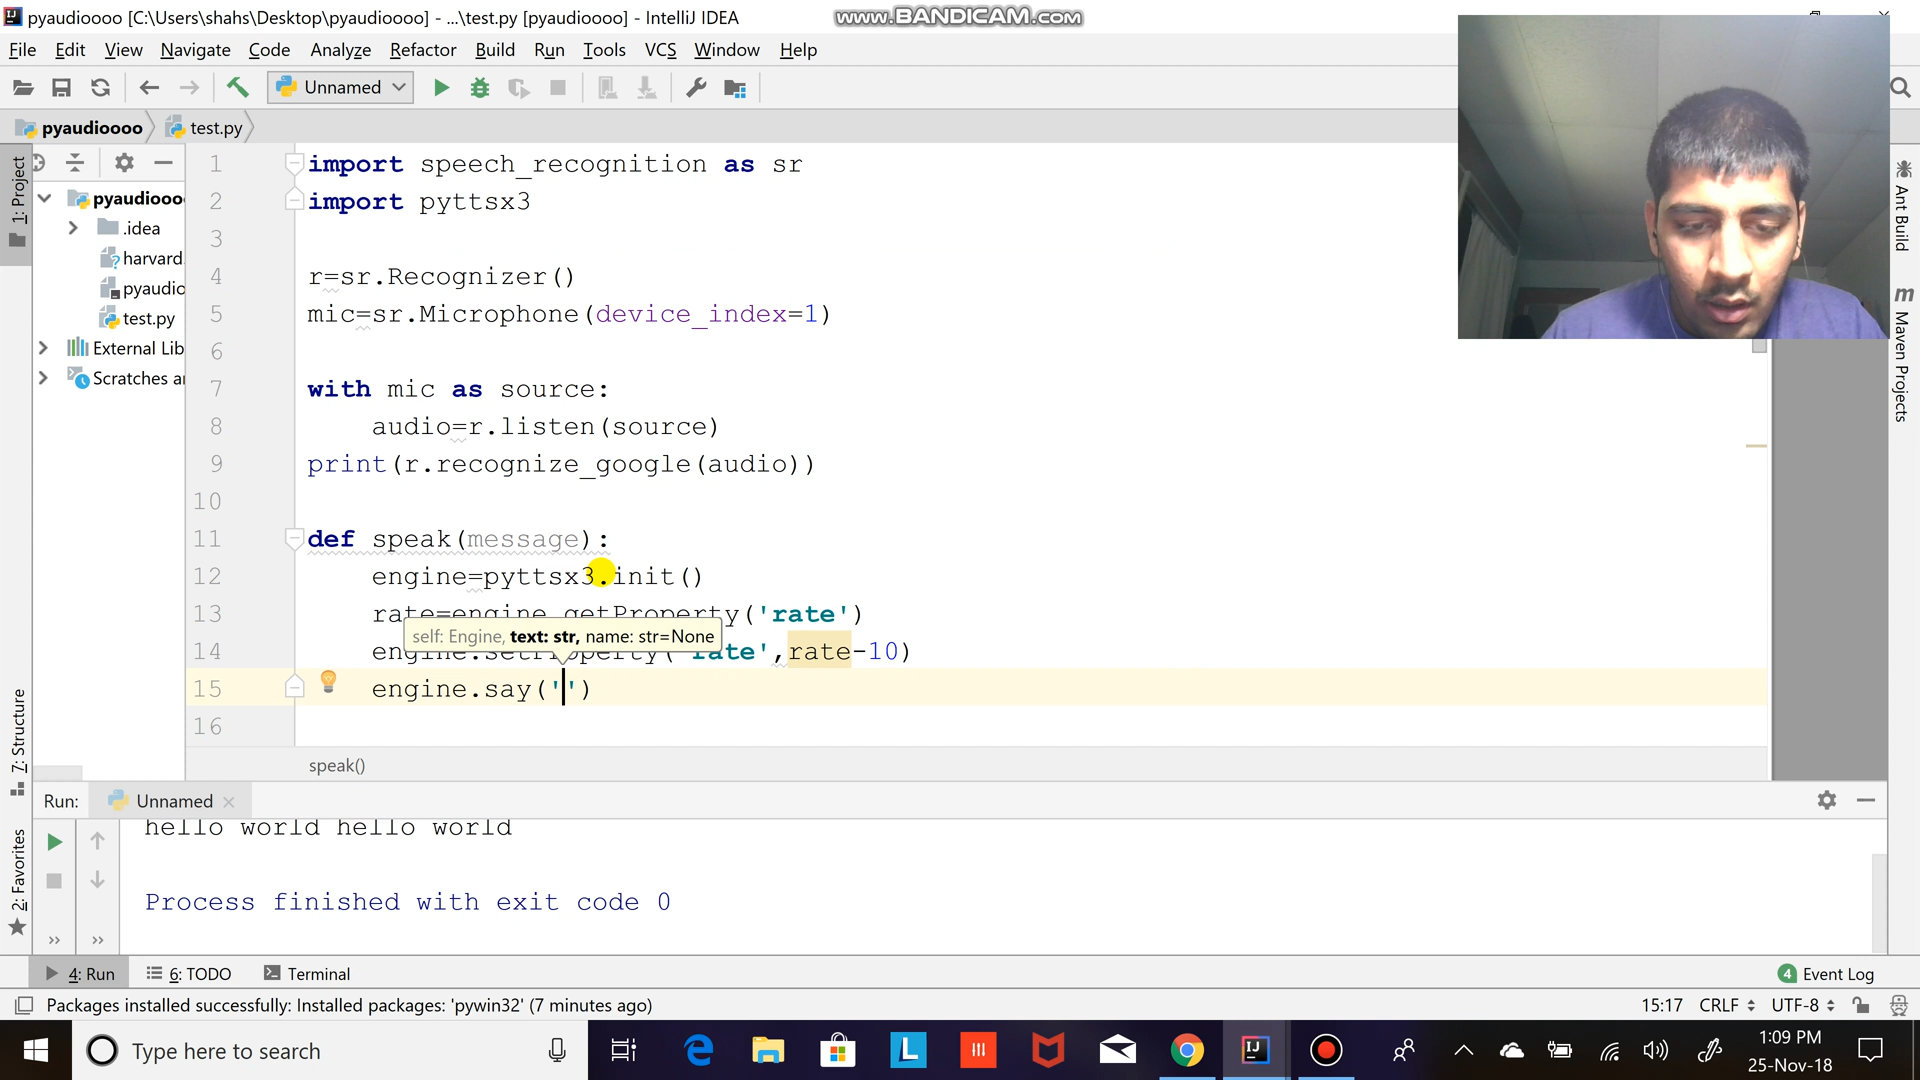 pyaudioooo [C:\Users\shahs\Desktop\pyaudioooo] - ...\test.py [pyaudioooo] - IntelliJ IDEA
www.BANDICAM.com
File Edit View Navigate Code Analyze Refactor Build Run Tools VCS Window Help
Unnamed
pyaudioooo test.py
1: Project
pyaudiooo
.idea
harvard.
pyaudio
test.py
External Lib
Scratches a
1 import speech_recognition as sr
2 import pyttsx3
3
4 r=sr.Recognizer()
5 mic=sr.Microphone(device_index=1)
6
7 with mic as source:
8 audio=r.listen(source)
9 print(r.recognize_google(audio))
10
11 def speak(message):
12 engine=pyttsx3.init()
13 rate=engine.getProperty('rate')
self: Engine, text: str, name: str=None
14 engine.setProperty('rate',rate-10)
15 engine.say('')
16
speak()
Ant Build
Maven Projects
7: Structure
2: Favorites
Run: Unnamed
hello world hello world
Process finished with exit code 0
4: Run 6: TODO Terminal
4 Event Log
Packages installed successfully: Installed packages: 'pywin32' (7 minutes ago)
15:17 CRLF UTF-8
Type here to search
1:09 PM
25-Nov-18